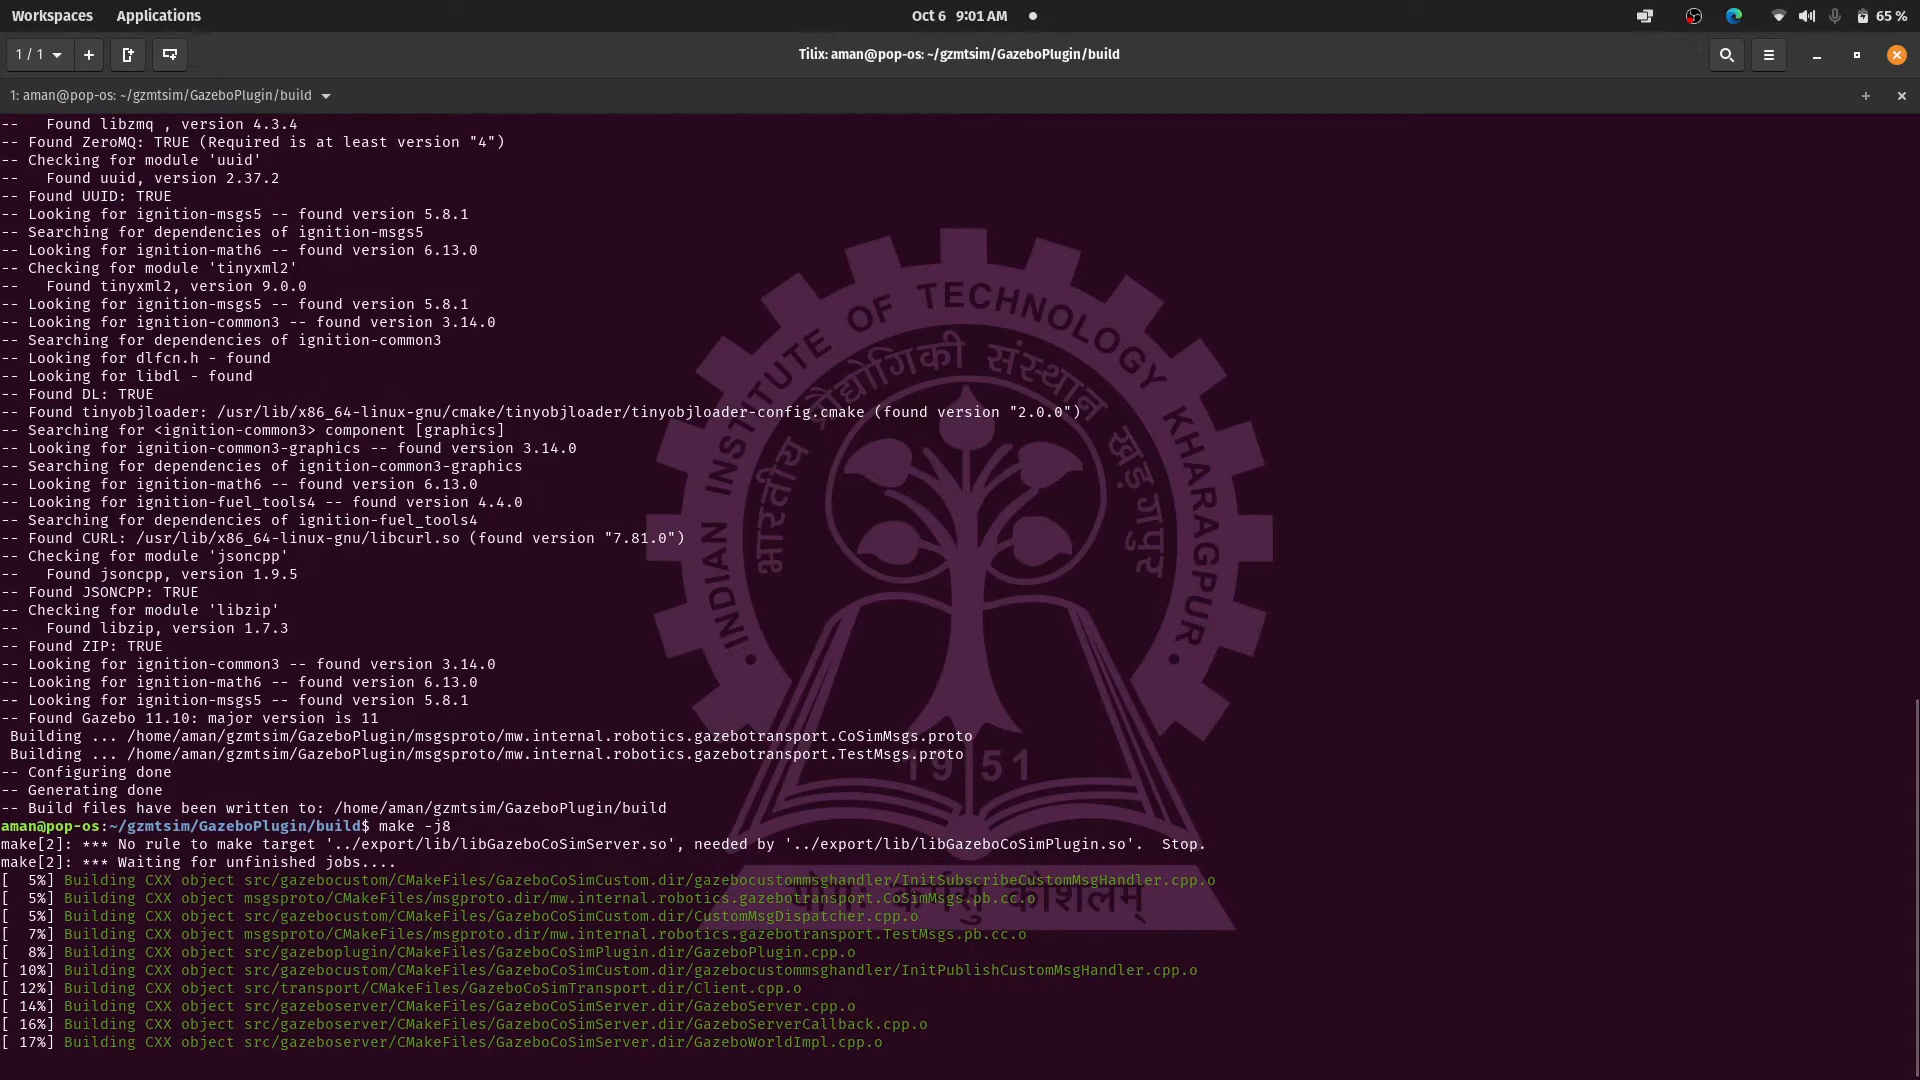 Workspaces Applications Oct 6 9:01 AM 65 %
1 / 1 Tilix: aman@pop-os: ~/gzmtsim/GazeboPlugin/build
1: aman@pop-os: ~/gzmtsim/GazeboPlugin/build
--   Found libzmq , version 4.3.4
-- Found ZeroMQ: TRUE (Required is at least version "4")
-- Checking for module 'uuid'
--   Found uuid, version 2.37.2
-- Found UUID: TRUE
-- Looking for ignition-msgs5 -- found version 5.8.1
-- Searching for dependencies of ignition-msgs5
-- Looking for ignition-math6 -- found version 6.13.0
-- Checking for module 'tinyxml2'
--   Found tinyxml2, version 9.0.0
-- Looking for ignition-msgs5 -- found version 5.8.1
-- Looking for ignition-common3 -- found version 3.14.0
-- Searching for dependencies of ignition-common3
-- Looking for dlfcn.h - found
-- Looking for libdl - found
-- Found DL: TRUE
-- Found tinyobjloader: /usr/lib/x86_64-linux-gnu/cmake/tinyobjloader/tinyobjloader-config.cmake (found version "2.0.0")
-- Searching for <ignition-common3> component [graphics]
-- Looking for ignition-common3-graphics -- found version 3.14.0
-- Searching for dependencies of ignition-common3-graphics
-- Looking for ignition-math6 -- found version 6.13.0
-- Looking for ignition-fuel_tools4 -- found version 4.4.0
-- Searching for dependencies of ignition-fuel_tools4
-- Found CURL: /usr/lib/x86_64-linux-gnu/libcurl.so (found version "7.81.0")
-- Checking for module 'jsoncpp'
--   Found jsoncpp, version 1.9.5
-- Found JSONCPP: TRUE
-- Checking for module 'libzip'
--   Found libzip, version 1.7.3
-- Found ZIP: TRUE
-- Looking for ignition-common3 -- found version 3.14.0
-- Looking for ignition-math6 -- found version 6.13.0
-- Looking for ignition-msgs5 -- found version 5.8.1
-- Found Gazebo 11.10: major version is 11
Building ... /home/aman/gzmtsim/GazeboPlugin/msgsproto/mw.internal.robotics.gazebotransport.CoSimMsgs.proto
Building ... /home/aman/gzmtsim/GazeboPlugin/msgsproto/mw.internal.robotics.gazebotransport.TestMsgs.proto
-- Configuring done
-- Generating done
-- Build files have been written to: /home/aman/gzmtsim/GazeboPlugin/build
aman@pop-os:~/gzmtsim/GazeboPlugin/build$ make -j8
make[2]: *** No rule to make target '../export/lib/libGazeboCoSimServer.so', needed by '../export/lib/libGazeboCoSimPlugin.so'.  Stop.
make[2]: *** Waiting for unfinished jobs....
[  5%] Building CXX object src/gazebocustom/CMakeFiles/GazeboCoSimCustom.dir/gazebocustommsghandler/InitSubscribeCustomMsgHandler.cpp.o
[  5%] Building CXX object msgsproto/CMakeFiles/msgproto.dir/mw.internal.robotics.gazebotransport.CoSimMsgs.pb.cc.o
[  5%] Building CXX object src/gazebocustom/CMakeFiles/GazeboCoSimCustom.dir/CustomMsgDispatcher.cpp.o
[  7%] Building CXX object msgsproto/CMakeFiles/msgproto.dir/mw.internal.robotics.gazebotransport.TestMsgs.pb.cc.o
[  8%] Building CXX object src/gazeboplugin/CMakeFiles/GazeboCoSimPlugin.dir/GazeboPlugin.cpp.o
[ 10%] Building CXX object src/gazebocustom/CMakeFiles/GazeboCoSimCustom.dir/gazebocustommsghandler/InitPublishCustomMsgHandler.cpp.o
[ 12%] Building CXX object src/transport/CMakeFiles/GazeboCoSimTransport.dir/Client.cpp.o
[ 14%] Building CXX object src/gazeboserver/CMakeFiles/GazeboCoSimServer.dir/GazeboServer.cpp.o
[ 16%] Building CXX object src/gazeboserver/CMakeFiles/GazeboCoSimServer.dir/GazeboServerCallback.cpp.o
[ 17%] Building CXX object src/gazeboserver/CMakeFiles/GazeboCoSimServer.dir/GazeboWorldImpl.cpp.o
INDIAN INSTITUTE OF TECHNOLOGY KHARAGPUR
भारतीय प्रौद्योगिकी संस्थान खड़गपुर
1951
योगः कर्मसु कौशलम्